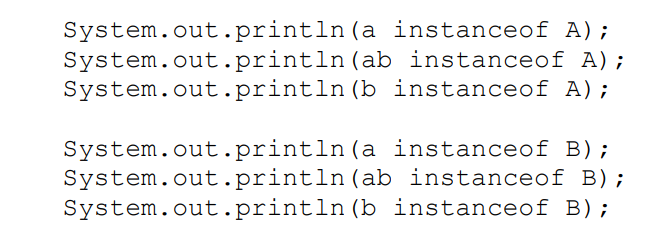 System.out.println(a instanceof A);
System.out.println(ab instanceof A);
System.out.println(b instanceof A);
System.out.println(a instanceof B);
System.out.println(ab instanceof B);
System.out.println(b instanceof B);